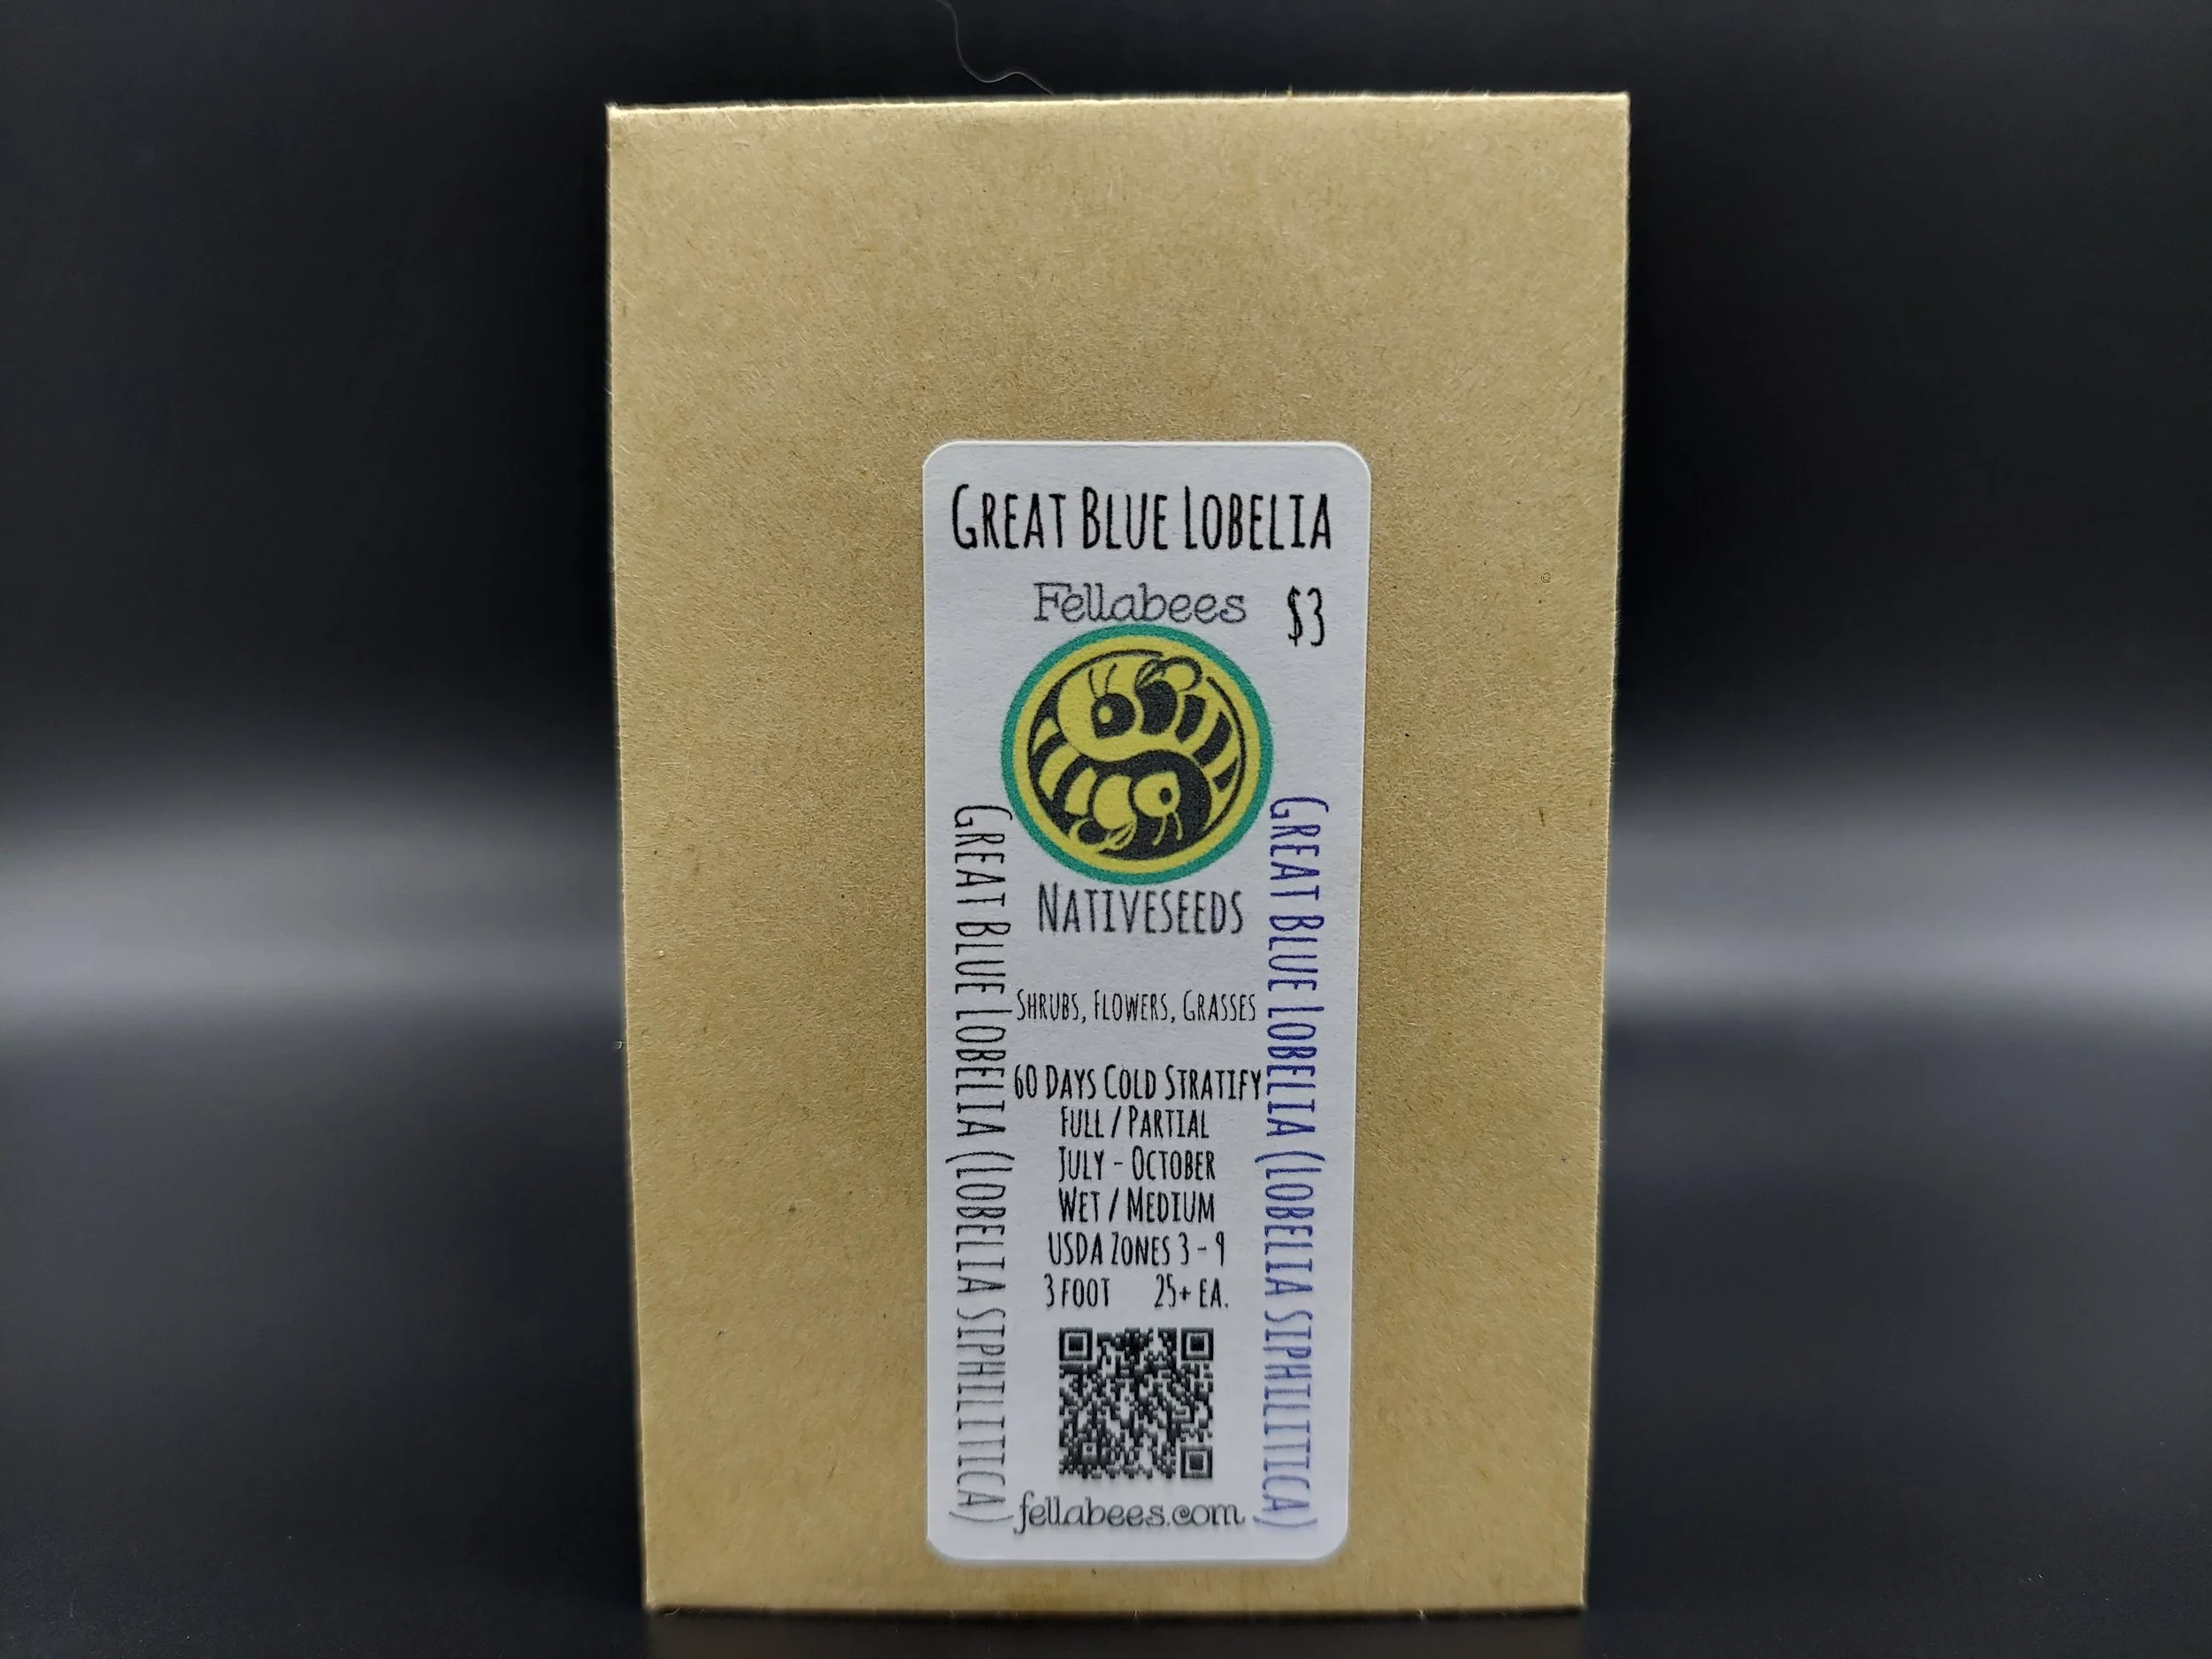 Great Blue Lobelia
Fellabees
$3
Nativeseeds
Great Blue Lobelia (Lobelia siphilitica)
Great Blue Lobelia (Lobelia siphilitica)
Shrubs, Flowers, Grasses
60 Days Cold Stratify
Full / Partial
July - October
Wet / Medium
USDA Zones 3 - 9
3 foot 25+ ea.
fellabees.com